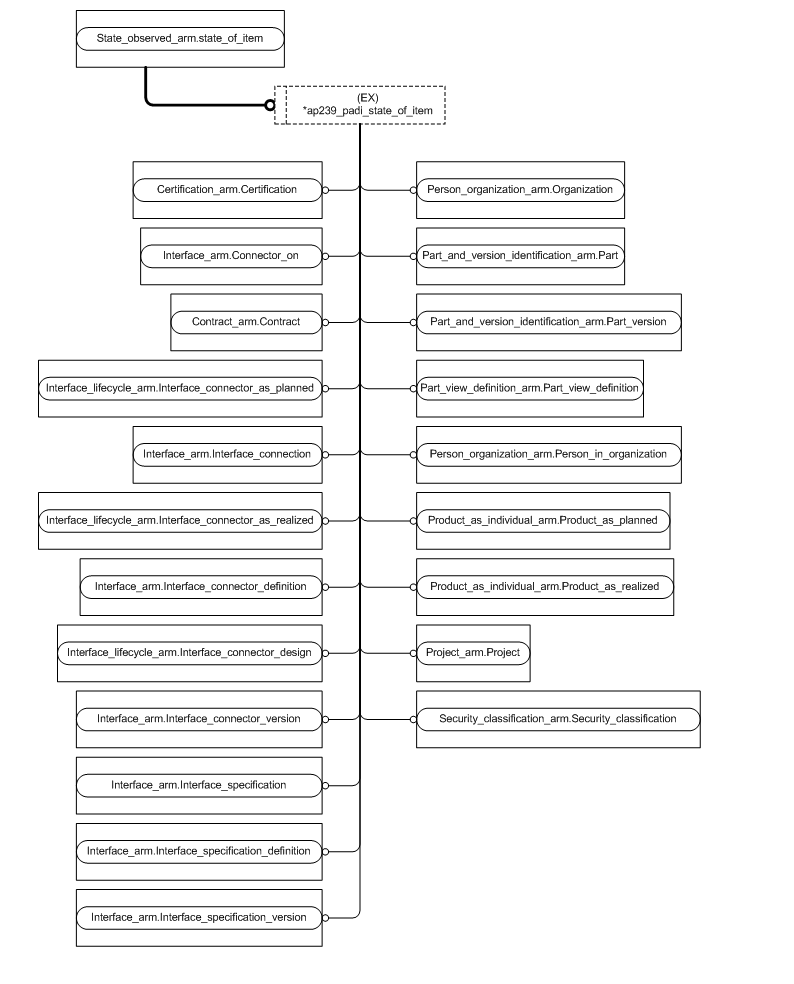 State_observed_arm.state_of_item
(EX)
*ap239_padi_state_of_item
Certification_arm.Certification
Person_organization_arm.Organization
Interface_arm.Connector_on
Part_and_version_identification_arm.Part
Contract_arm.Contract
Part_and_version_identification_arm.Part_version
Interface_lifecycle_arm.Interface_connector_as_planned
Part_view_definition_arm.Part_view_definition
Interface_arm.Interface_connection
Person_organization_arm.Person_in_organization
Interface_lifecycle_arm.Interface_connector_as_realized
Product_as_individual_arm.Product_as_planned
Interface_arm.Interface_connector_definition
Product_as_individual_arm.Product_as_realized
Interface_lifecycle_arm.Interface_connector_design
Project_arm.Project
Interface_arm.Interface_connector_version
Security_classification_arm.Security_classification
Interface_arm.Interface_specification
Interface_arm.Interface_specification_definition
Interface_arm.Interface_specification_version